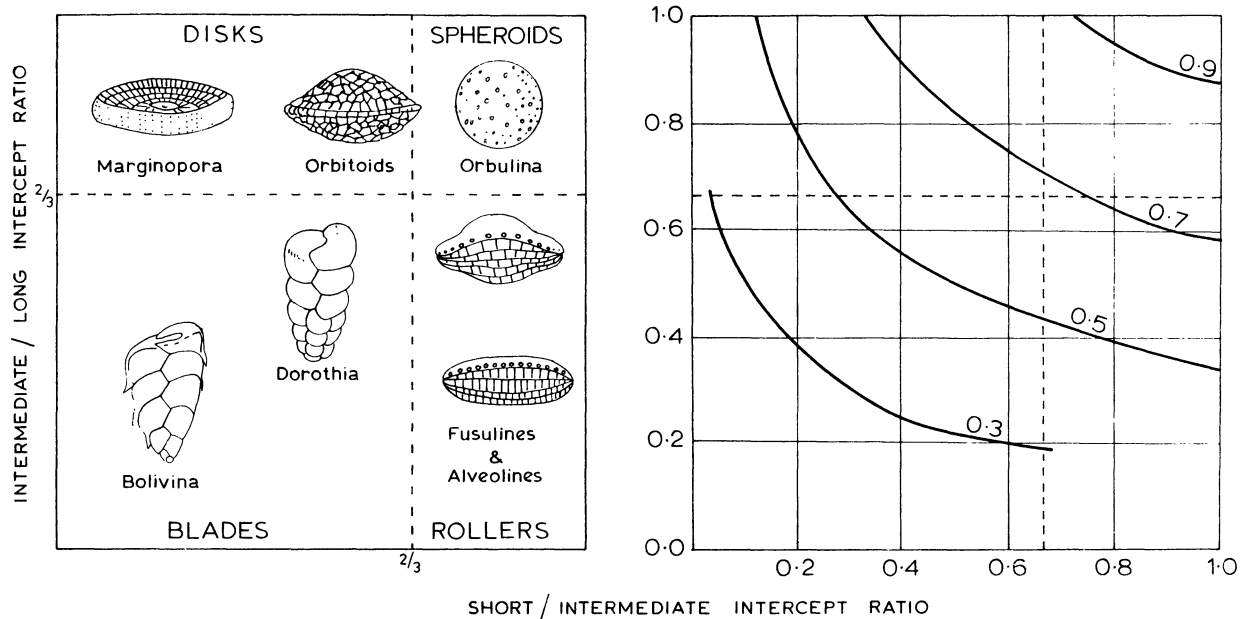 DISKS
SPHEROIDS
Marginopora
Orbitoids
Orbulina
2/3
INTERMEDIATE / LONG INTERCEPT RATIO
Dorothia
Bolivina
Fusulines
&
Alveolines
BLADES
ROLLERS
2/3
1·0
0·8
0·6
0·4
0·2
0·0
0·9
0·7
0·5
0·3
0·2
0·4
0·6
0·8
1·0
SHORT / INTERMEDIATE INTERCEPT RATIO